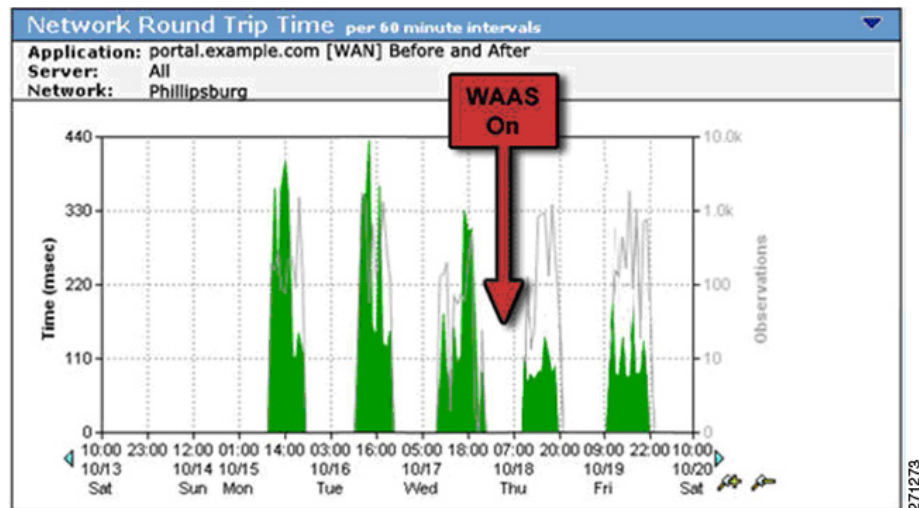 Network Round Trip Time per 60 minute intervals
Application: portal.example.com [WAN] Before and After
Server: All
Network: Phillipsburg
WAAS
On
440
330
220
110
0
Time (msec)
10.0k
1.0k
100
10
0
Observations
10:00 23:00 12:00 01:00 14:00 03:00 16:00 05:00 18:00 07:00 20:00 09:00 22:00 10:00
10/13 10/14 10/15 10/16 10/17 10/18 10/19 10/20
Sat Sun Mon Tue Wed Thu Fri Sat
271273